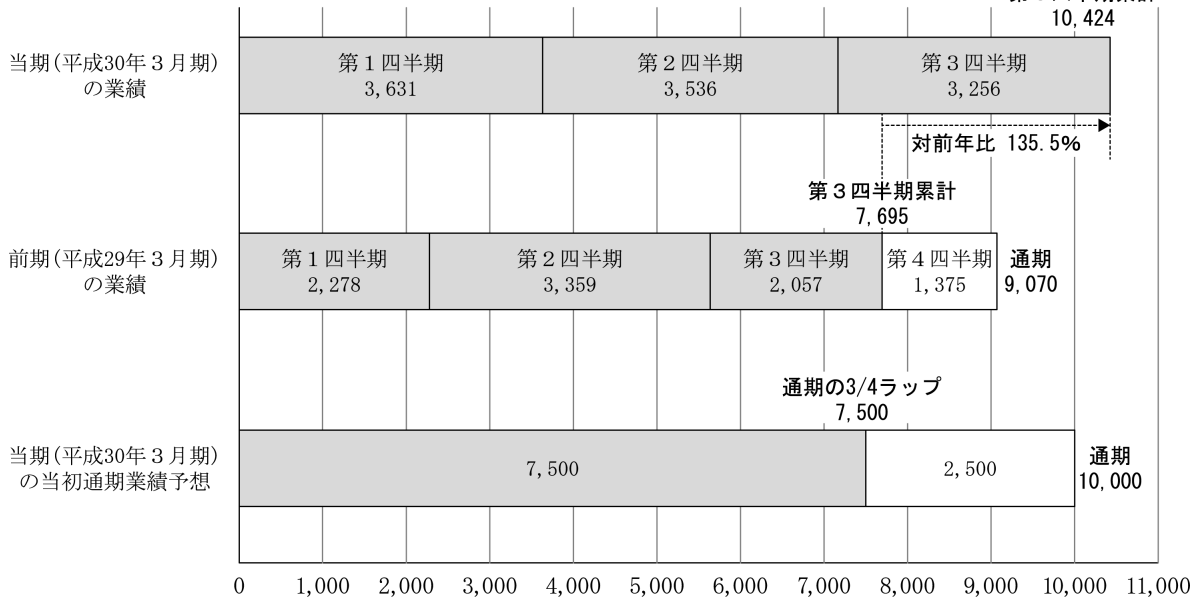 10,424
当期(平成30年３月期)
の業績
第１四半期
3,631
第２四半期
3,536
第３四半期
3,256
対前年比 135.5%
第３四半期累計
7,695
前期(平成29年３月期)
の業績
第１四半期
2,278
第２四半期
3,359
第３四半期
2,057
第４四半期
1,375
通期
9,070
通期の3/4ラップ
7,500
当期(平成30年３月期)
の当初通期業績予想
7,500
2,500
通期
10,000
0 1,000 2,000 3,000 4,000 5,000 6,000 7,000 8,000 9,000 10,000 11,000